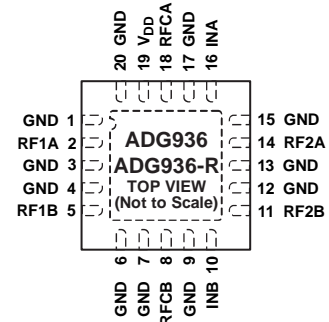 20 GND
19 VDD
18 RFCA
17 GND
16 INA
GND 1
RF1A 2
GND 3
GND 4
RF1B 5
ADG936
ADG936-R
TOP VIEW
(Not to Scale)
15 GND
14 RF2A
13 GND
12 GND
11 RF2B
GND 6
GND 7
RFCB 8
GND 9
INB 10